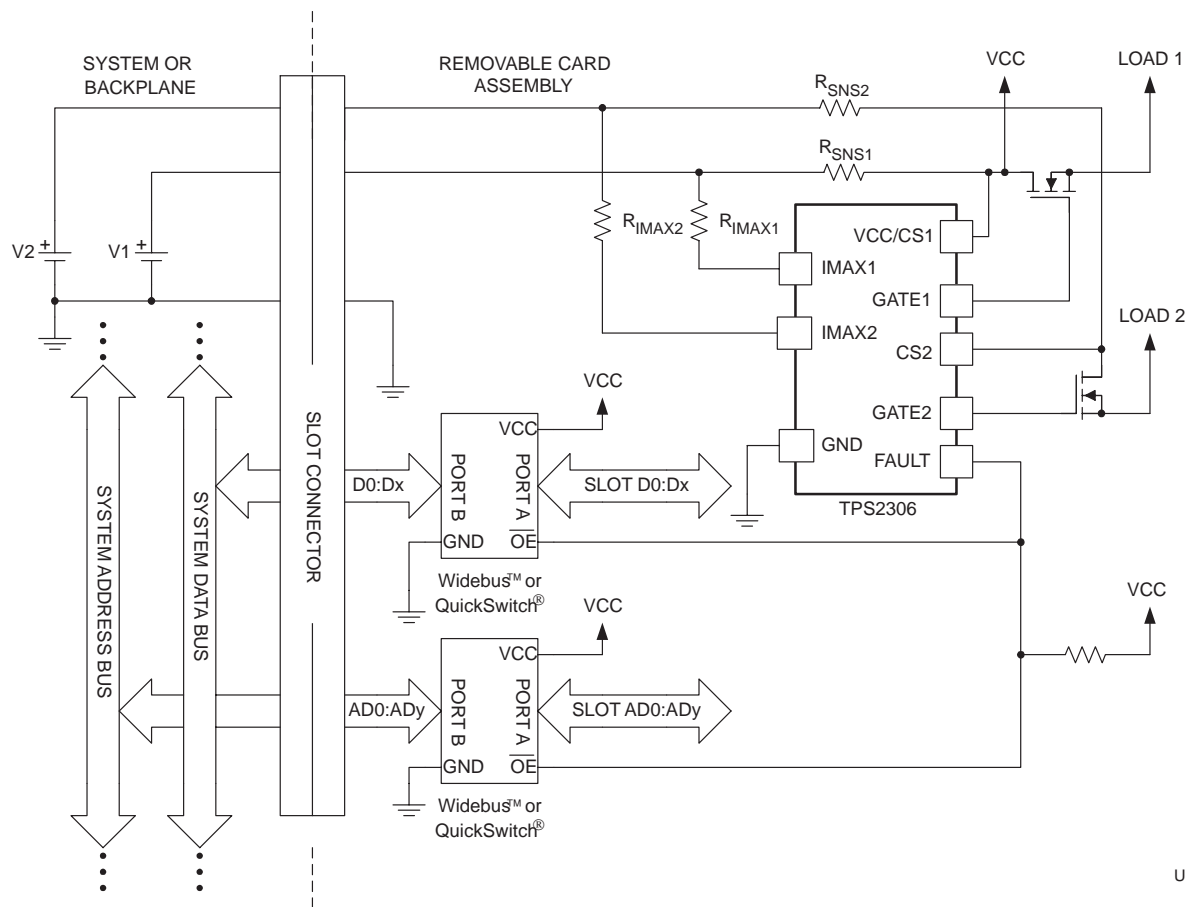 SYSTEM OR
BACKPLANE
REMOVABLE CARD
ASSEMBLY
VCC
LOAD 1
RSNS2
RSNS1
RIMAX2
RIMAX1
V2
+
V1
+
VCC/CS1
IMAX1
GATE1
IMAX2
CS2
LOAD 2
GATE2
GND
FAULT
TPS2306
SLOT CONNECTOR
SYSTEM ADDRESS BUS
SYSTEM DATA BUS
VCC
VCC
PORT B
PORT A
D0:Dx
SLOT D0:Dx
GND
OE
Widebus™ or
QuickSwitch®
VCC
VCC
PORT B
PORT A
AD0:ADy
SLOT AD0:ADy
GND
OE
Widebus™ or
QuickSwitch®
VCC
U